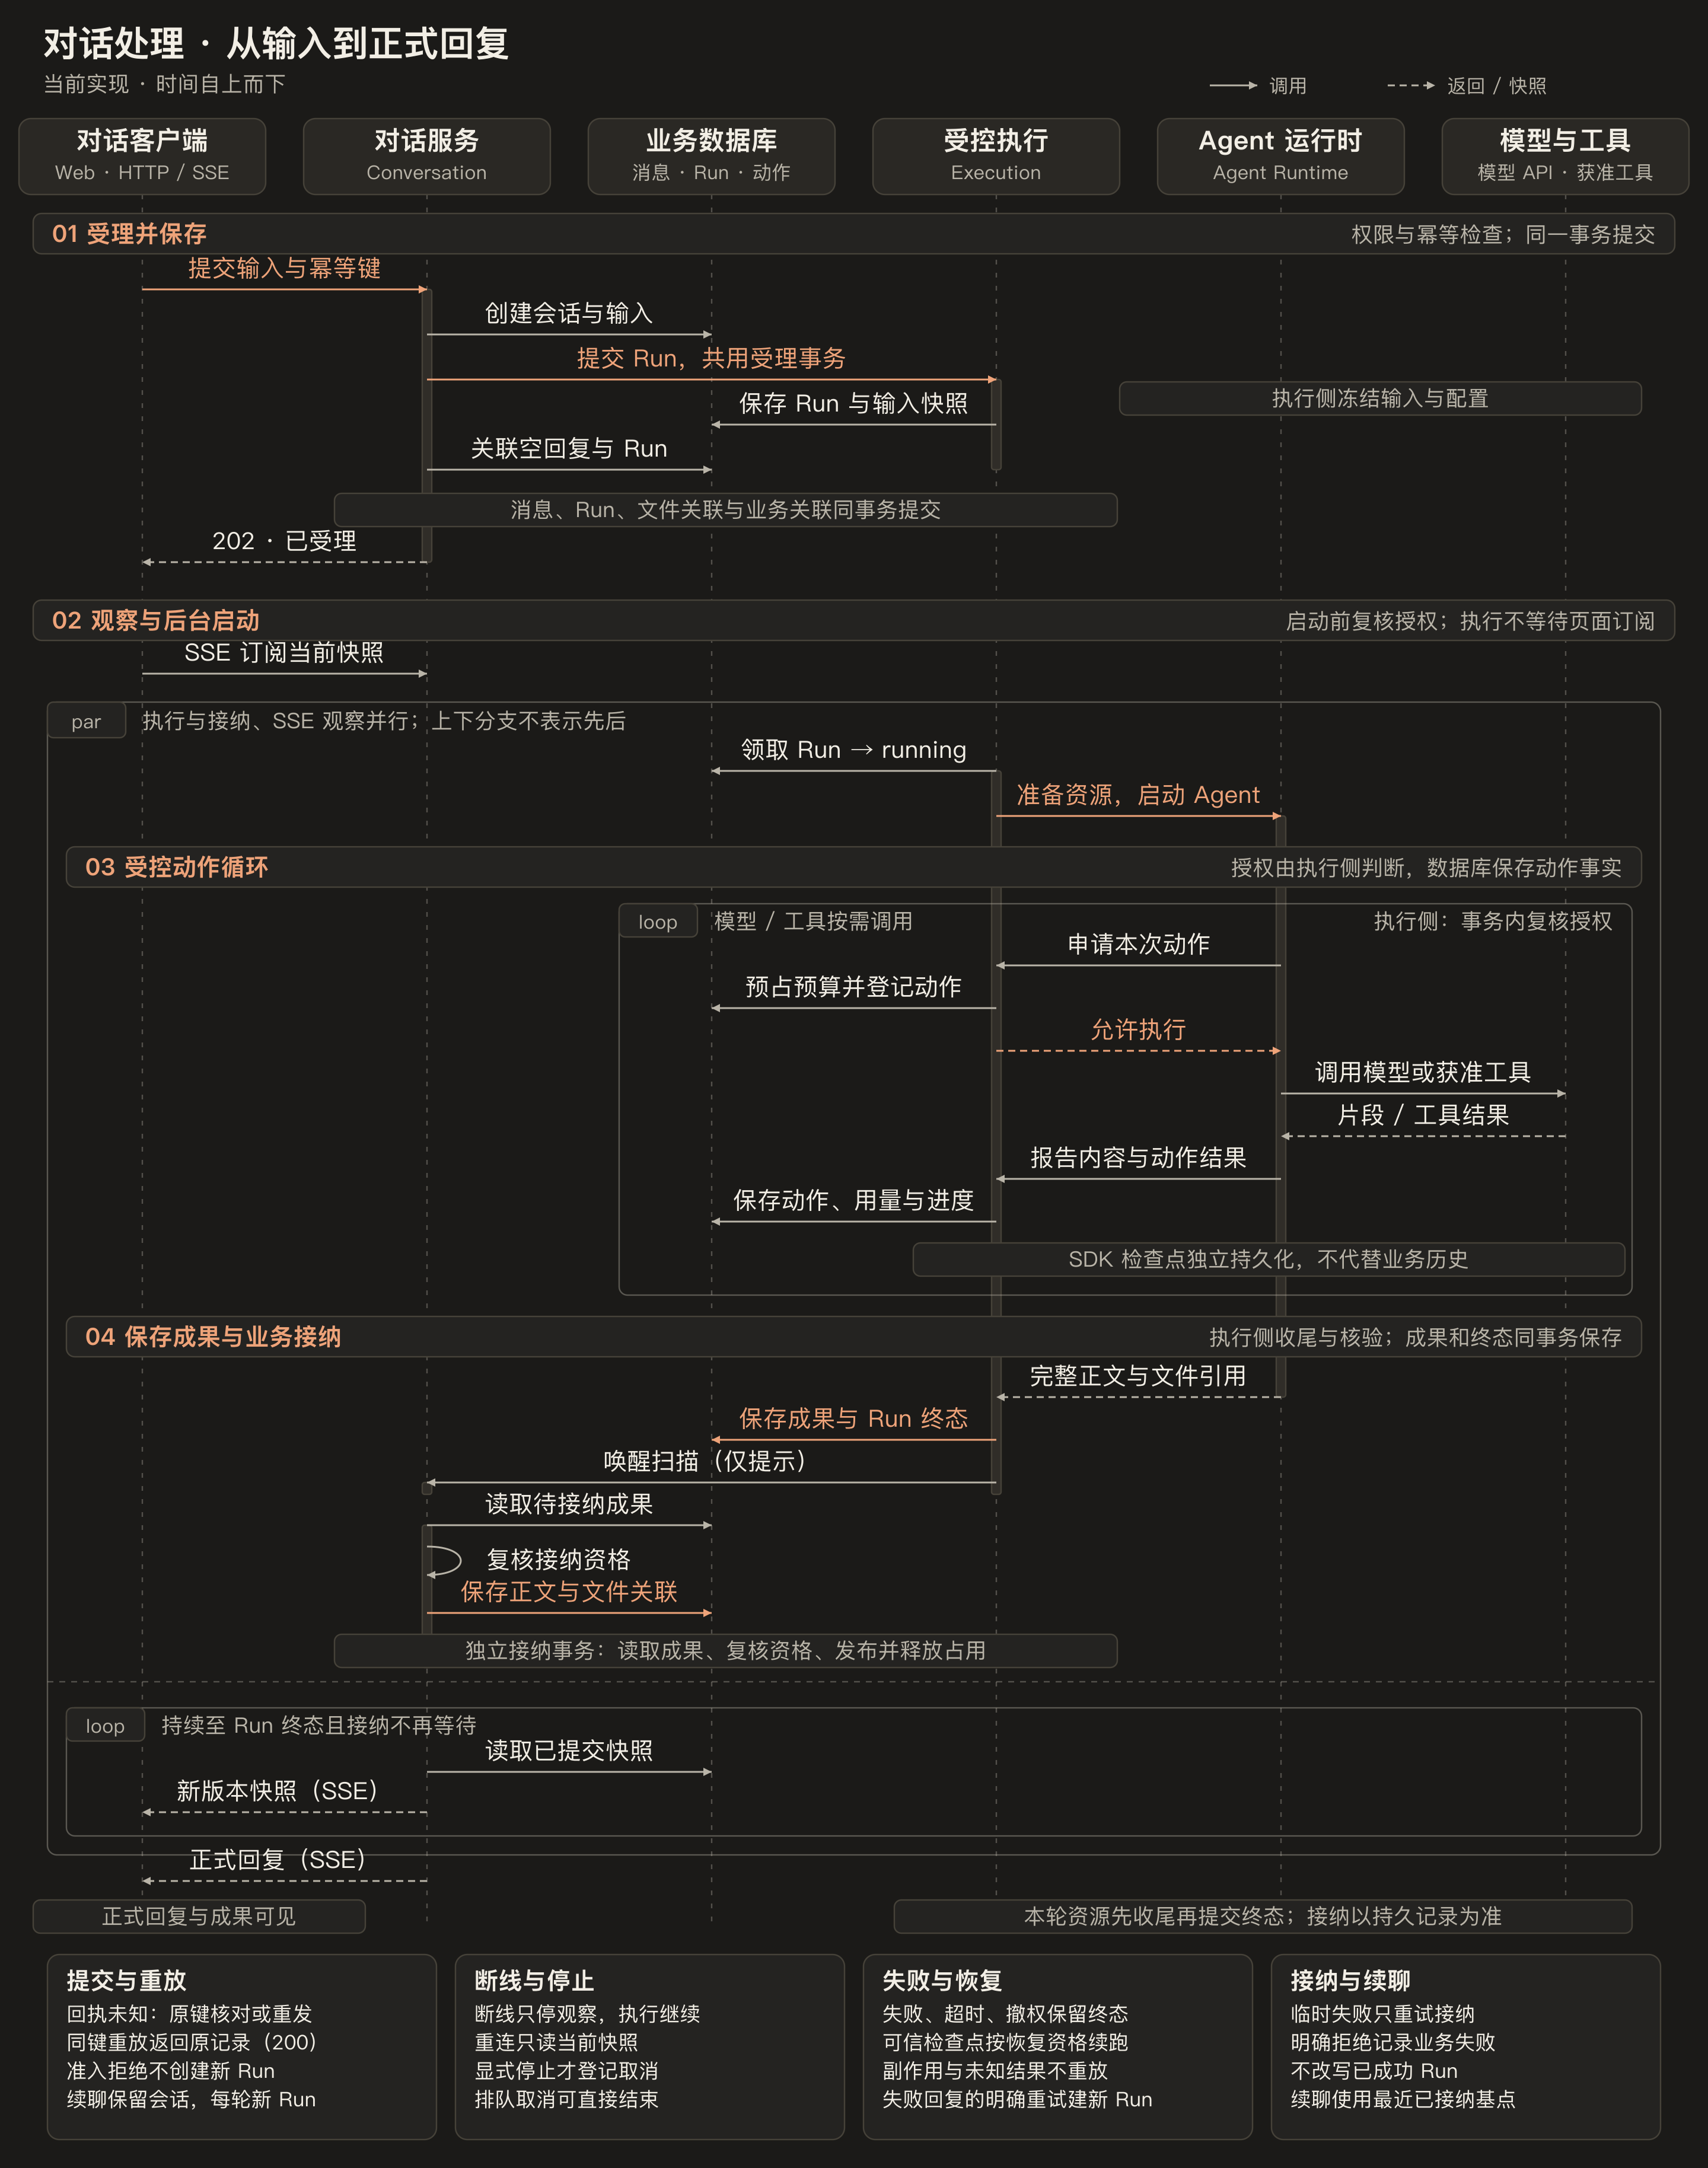 对话处理 · 从输入到正式回复
当前实现 · 时间自上而下
调用
返回 / 快照
对话客户端
Web · HTTP / SSE
对话服务
Conversation
业务数据库
消息 · Run · 动作
受控执行
Execution
Agent 运行时
Agent Runtime
模型与工具
模型 API · 获准工具
01 受理并保存
权限与幂等检查；同一事务提交
提交输入与幂等键
创建会话与输入
提交 Run，共用受理事务
保存 Run 与输入快照
执行侧冻结输入与配置
关联空回复与 Run
消息、Run、文件关联与业务关联同事务提交
202 · 已受理
02 观察与后台启动
启动前复核授权；执行不等待页面订阅
SSE 订阅当前快照
par
执行与接纳、SSE 观察并行；上下分支不表示先后
领取 Run → running
准备资源，启动 Agent
03 受控动作循环
授权由执行侧判断，数据库保存动作事实
loop
模型 / 工具按需调用
执行侧：事务内复核授权
申请本次动作
预占预算并登记动作
允许执行
调用模型或获准工具
片段 / 工具结果
报告内容与动作结果
保存动作、用量与进度
SDK 检查点独立持久化，不代替业务历史
04 保存成果与业务接纳
执行侧收尾与核验；成果和终态同事务保存
完整正文与文件引用
保存成果与 Run 终态
唤醒扫描（仅提示）
读取待接纳成果
复核接纳资格
保存正文与文件关联
独立接纳事务：读取成果、复核资格、发布并释放占用
loop
持续至 Run 终态且接纳不再等待
读取已提交快照
新版本快照（SSE）
正式回复（SSE）
正式回复与成果可见
本轮资源先收尾再提交终态；接纳以持久记录为准
提交与重放
回执未知：原键核对或重发
同键重放返回原记录（200）
准入拒绝不创建新 Run
续聊保留会话，每轮新 Run
断线与停止
断线只停观察，执行继续
重连只读当前快照
显式停止才登记取消
排队取消可直接结束
失败与恢复
失败、超时、撤权保留终态
可信检查点按恢复资格续跑
副作用与未知结果不重放
失败回复的明确重试建新 Run
接纳与续聊
临时失败只重试接纳
明确拒绝记录业务失败
不改写已成功 Run
续聊使用最近已接纳基点